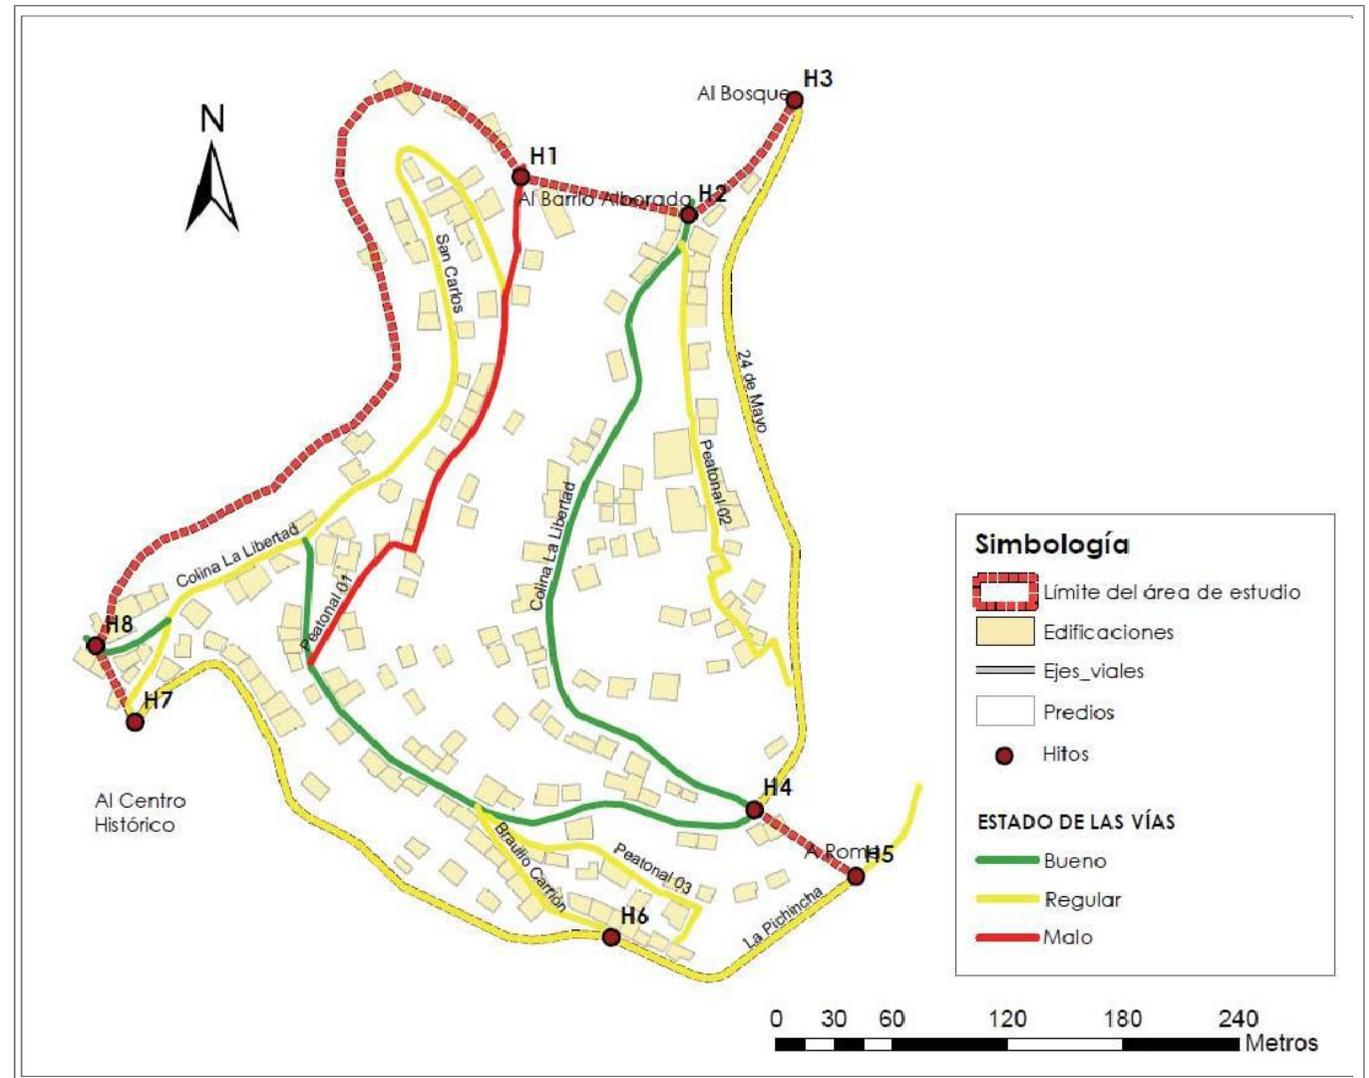 H3
Al Bosque
N
H1
Al Barrio Alborada
H2
San Carlos
24 de Mayo
Peatonal 02
Colina La Libertad
Colina La Libertad
Peatonal 01
H8
H7
Al Centro
Histórico
H4
A Poma
H5
Braulio Carrión
Peatonal 03
H6
La Pichincha
Simbología
Límite del área de estudio
Edificaciones
Ejes_viales
Predios
Hitos
ESTADO DE LAS VÍAS
Bueno
Regular
Malo
0 30 60 120 180 240
Metros